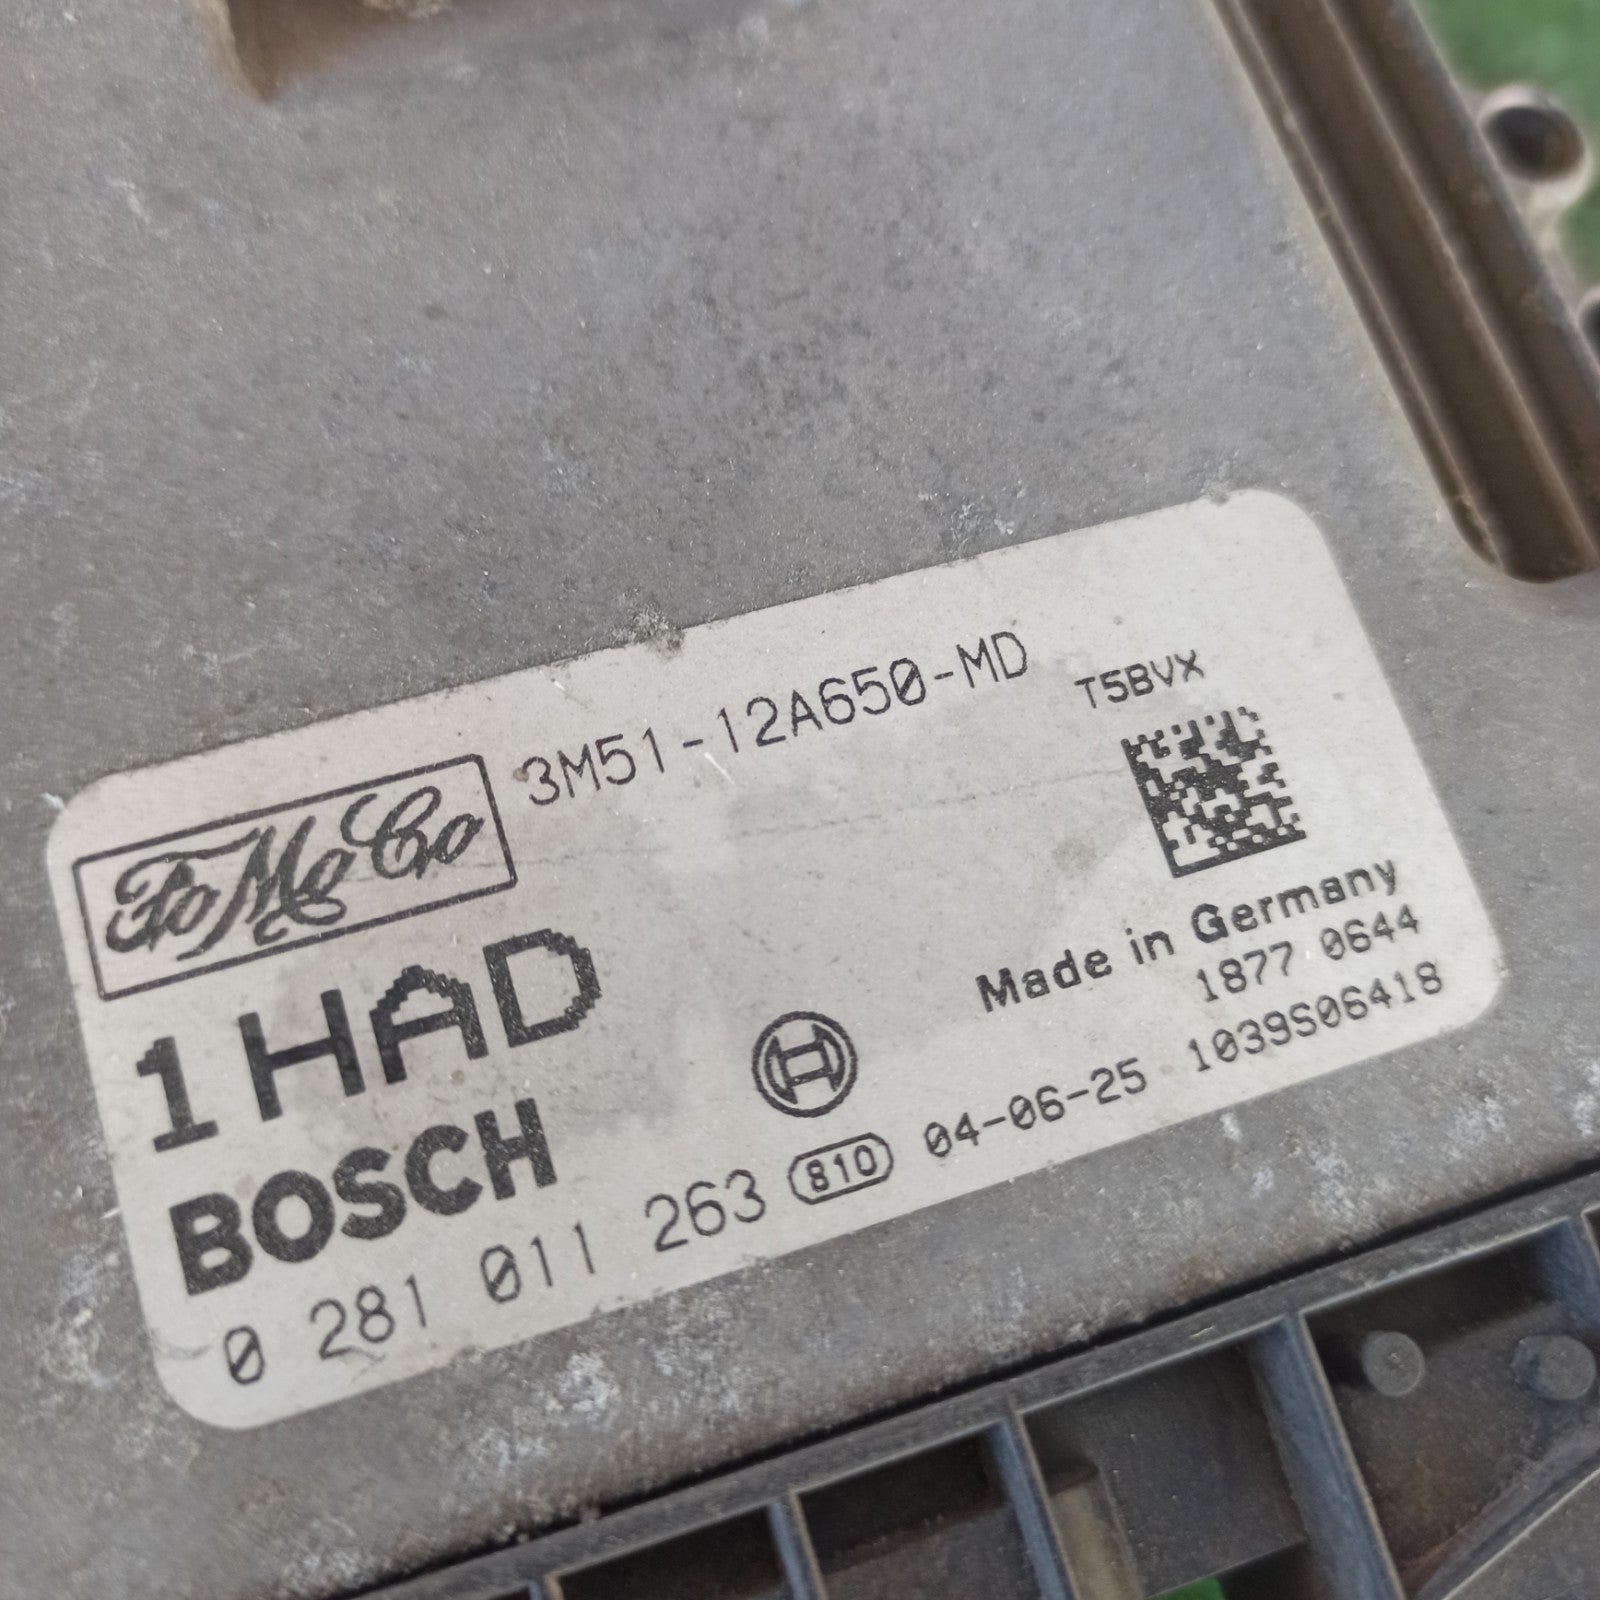 FoMoCo 3M51-12A650-MD T5BVX
1HAD
Made in Germany
1877 0644
BOSCH
0 281 011 263 810 04-06-25 1039S06418